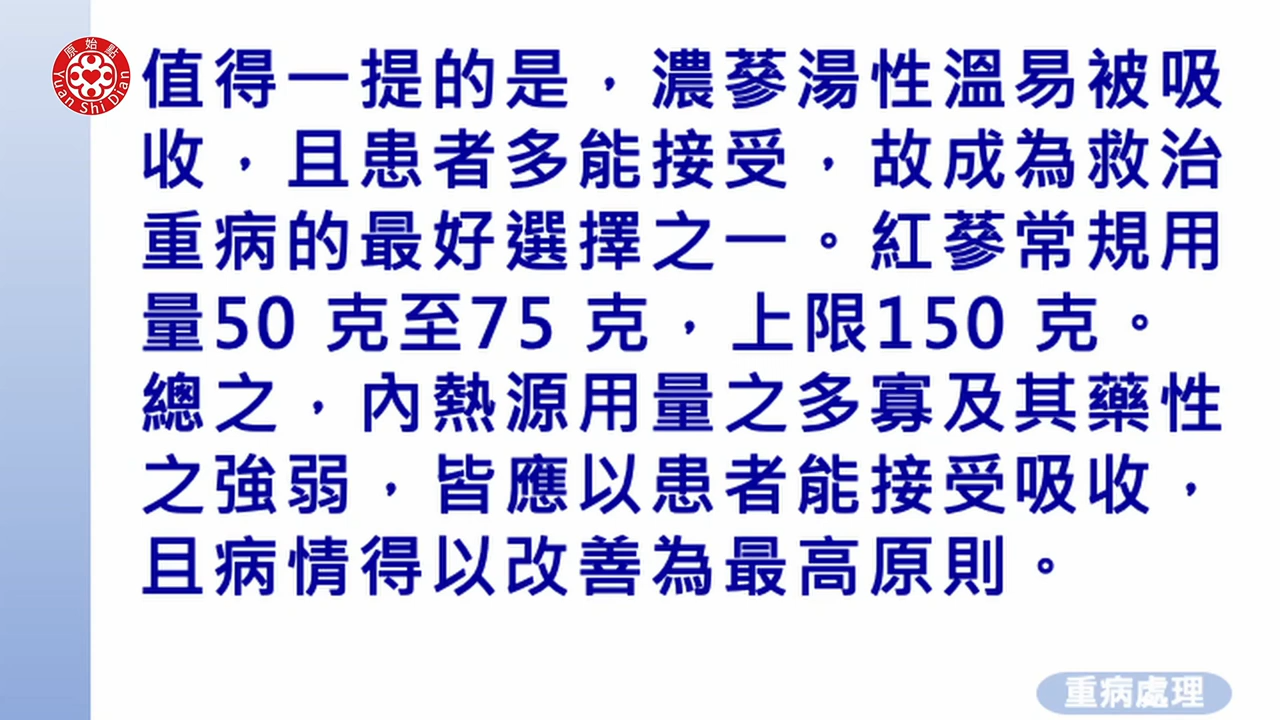 原始點
Yuan Shi Dian
值得一提的是，濃蔘湯性溫易被吸
收，且患者多能接受，故成為救治
重病的最好選擇之一。紅蔘常規用
量50 克至75 克，上限150 克。
總之，內熱源用量之多寡及其藥性
之強弱，皆應以患者能接受吸收，
且病情得以改善為最高原則。
重病處理